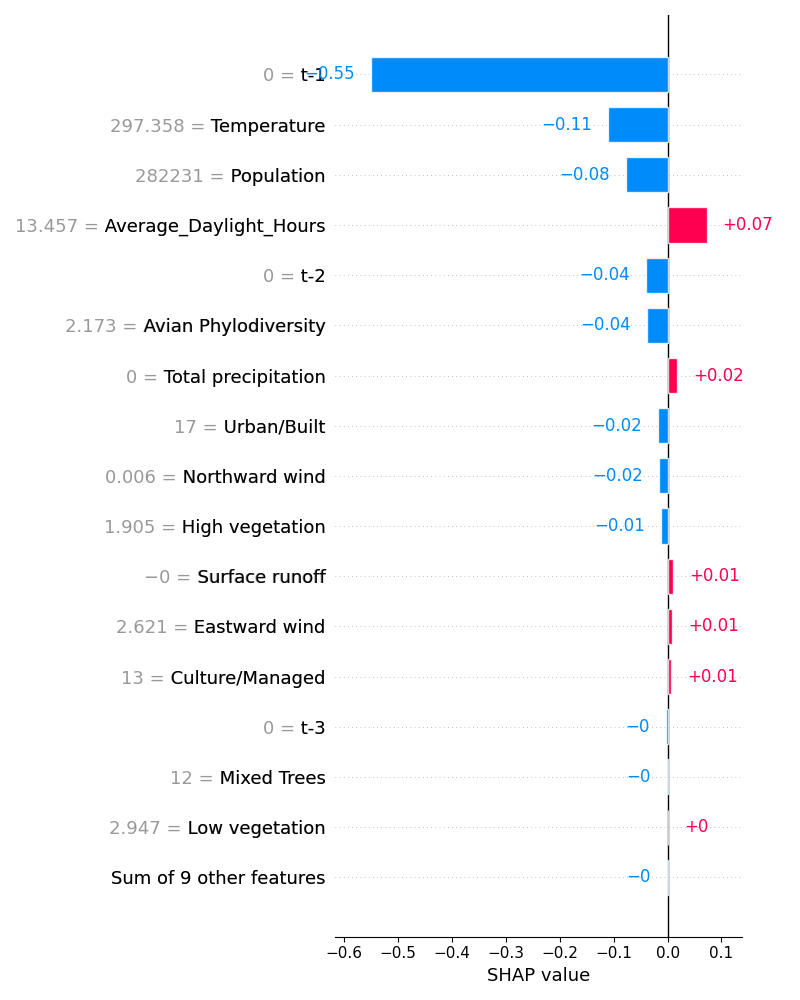 0 = t-1 −0.55
297.358 = Temperature −0.11
282231 = Population −0.08
13.457 = Average_Daylight_Hours +0.07
0 = t-2 −0.04
2.173 = Avian Phylodiversity −0.04
0 = Total precipitation +0.02
17 = Urban/Built −0.02
0.006 = Northward wind −0.02
1.905 = High vegetation −0.01
−0 = Surface runoff +0.01
2.621 = Eastward wind +0.01
13 = Culture/Managed +0.01
0 = t-3 −0
12 = Mixed Trees −0
2.947 = Low vegetation +0
Sum of 9 other features −0
−0.6 −0.5 −0.4 −0.3 −0.2 −0.1 0.0 0.1
SHAP value